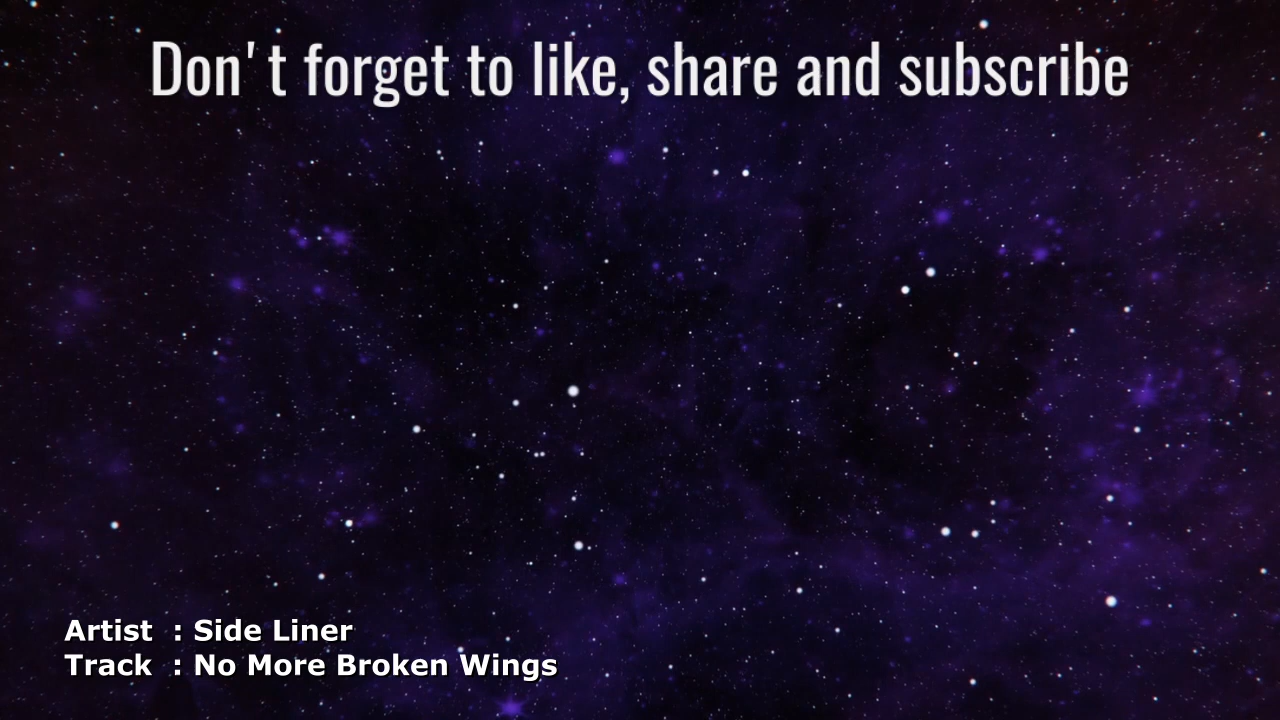 Don't forget to like, share and subscribe
Artist : Side Liner
Track : No More Broken Wings